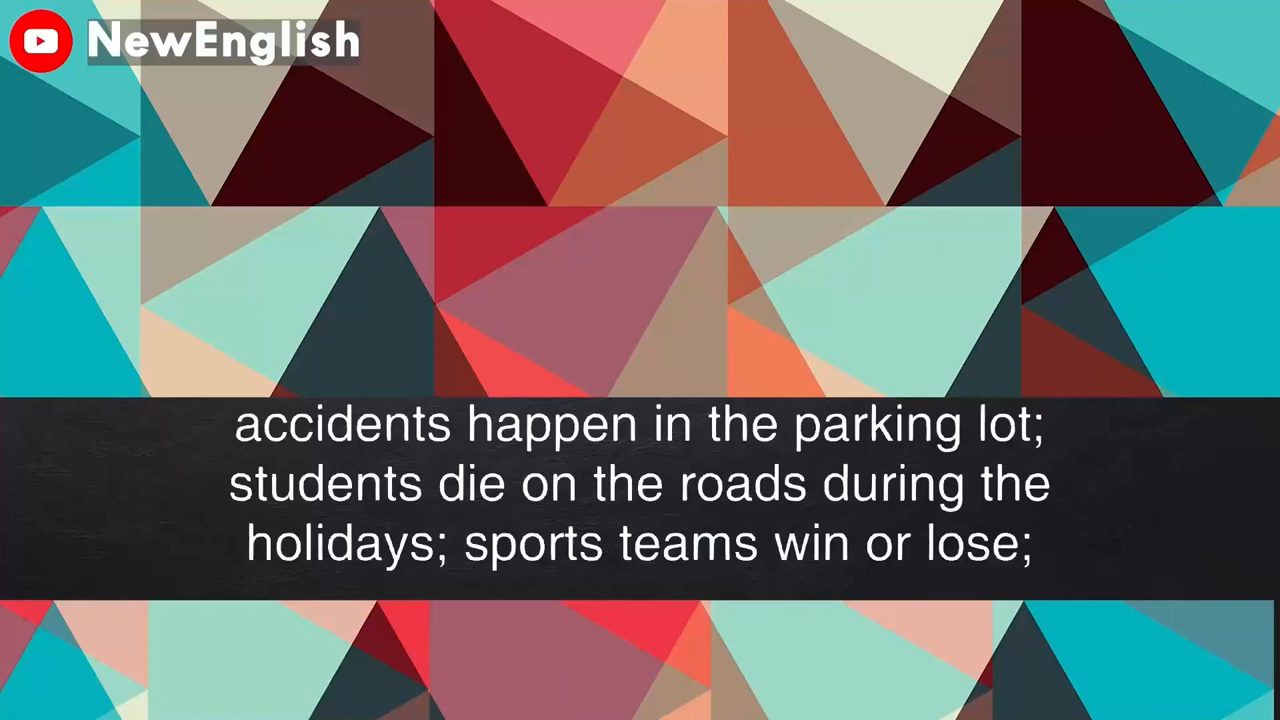 NewEnglish
accidents happen in the parking lot;
students die on the roads during the
holidays; sports teams win or lose;